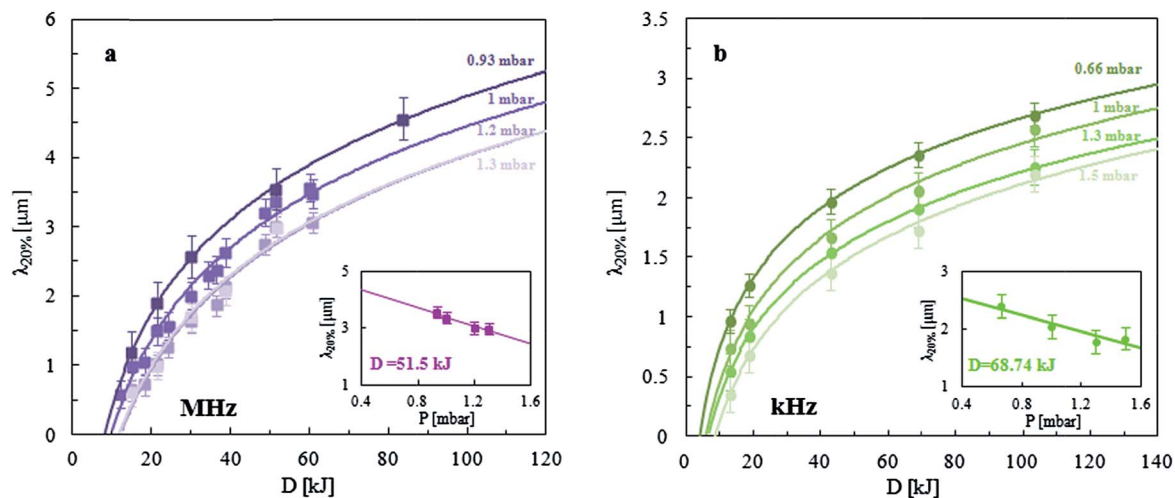 a
6
5
4
3
2
1
0
λ20% [µm]
0.93 mbar
1 mbar
1.2 mbar
1.3 mbar
MHz
0 20 40 60 80 100 120
D [kJ]
5
3
1
λ20% [µm]
D = 51.5 kJ
0.4 0.8 1.2 1.6
P [mbar]
b
3.5
3
2.5
2
1.5
1
0.5
0
λ20% [µm]
0.66 mbar
1 mbar
1.3 mbar
1.5 mbar
kHz
0 20 40 60 80 100 120 140
D [kJ]
3
2
1
λ20% [µm]
D=68.74 kJ
0.4 0.8 1.2 1.6
P [mbar]